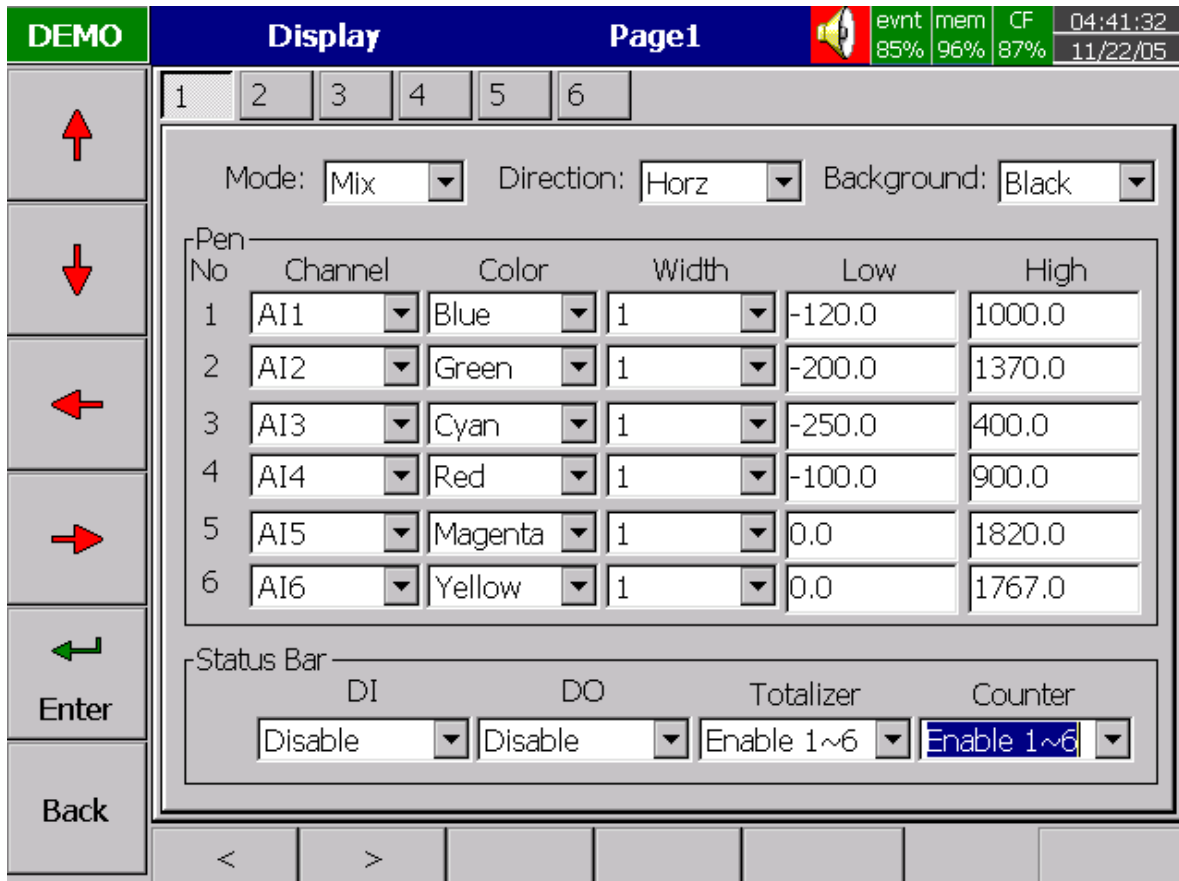 DEMO Display Page1 evnt mem CF 04:41:32
85% 96% 87% 11/22/05
1 2 3 4 5 6
Mode: Mix Direction: Horz Background: Black
Pen
No Channel Color Width Low High
1 AI1 Blue 1 -120.0 1000.0
2 AI2 Green 1 -200.0 1370.0
3 AI3 Cyan 1 -250.0 400.0
4 AI4 Red 1 -100.0 900.0
5 AI5 Magenta 1 0.0 1820.0
6 AI6 Yellow 1 0.0 1767.0
Status Bar
DI DO Totalizer Counter
Disable Disable Enable 1~6 Enable 1~6
Enter
Back
< >